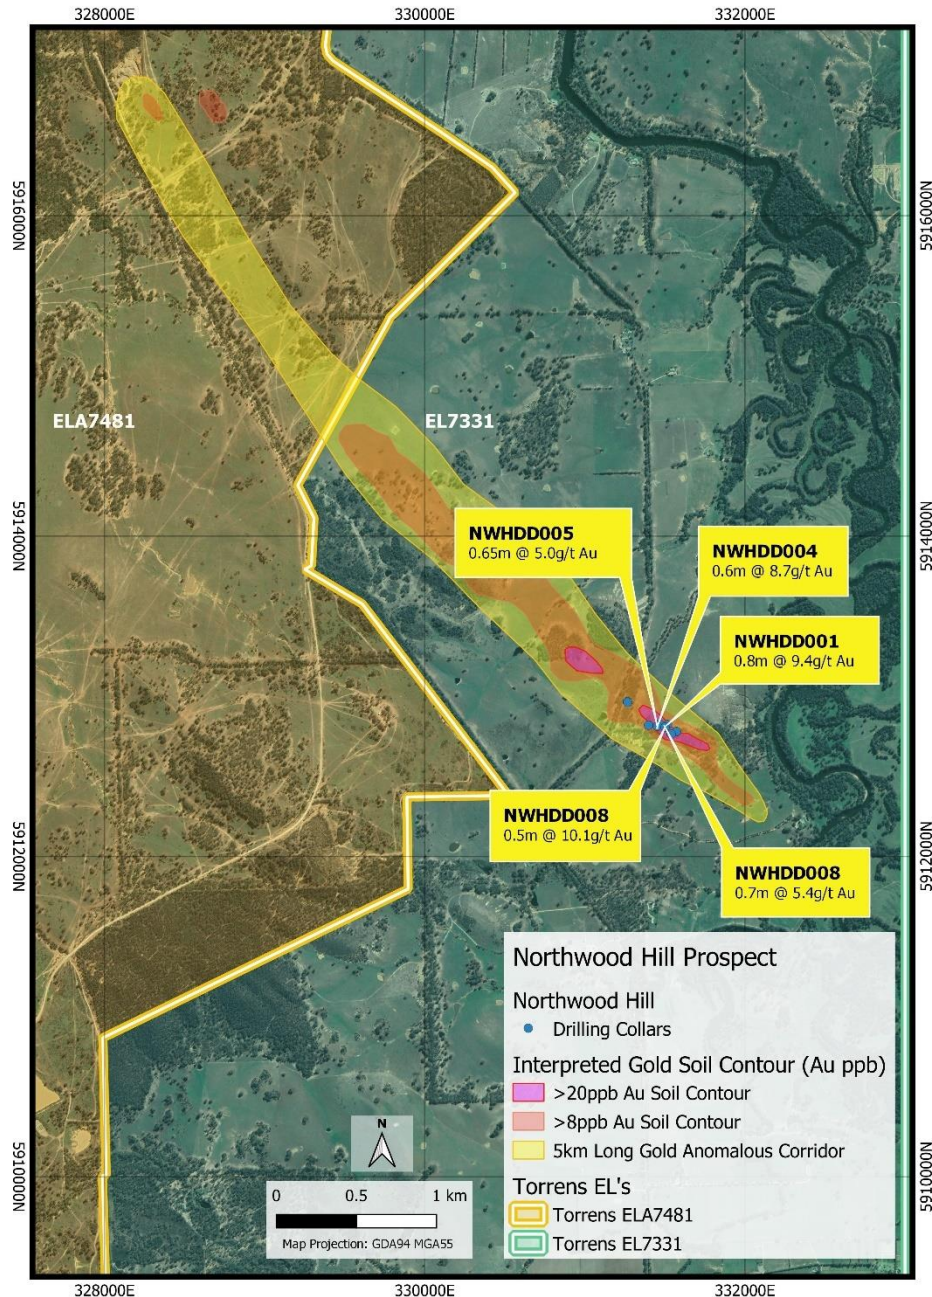 328000E
330000E
332000E
5916000N
5916000N
ELA7481
EL7331
5914000N
5914000N
NWHDD005
0.65m @ 5.0g/t Au
NWHDD004
0.6m @ 8.7g/t Au
NWHDD001
0.8m @ 9.4g/t Au
NWHDD008
0.5m @ 10.1g/t Au
NWHDD008
0.7m @ 5.4g/t Au
5912000N
5912000N
Northwood Hill Prospect
Northwood Hill
Drilling Collars
Interpreted Gold Soil Contour (Au ppb)
>20ppb Au Soil Contour
>8ppb Au Soil Contour
5km Long Gold Anomalous Corridor
Torrens EL's
Torrens ELA7481
Torrens EL7331
N
0 0.5 1 km
Map Projection: GDA94 MGA55
5910000N
5910000N
328000E
330000E
332000E